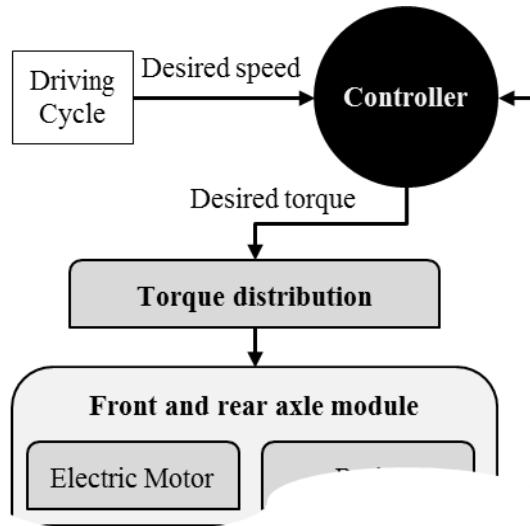 Driving
Cycle
Desired speed
Controller
Desired torque
Torque distribution
Front and rear axle module
Electric Motor